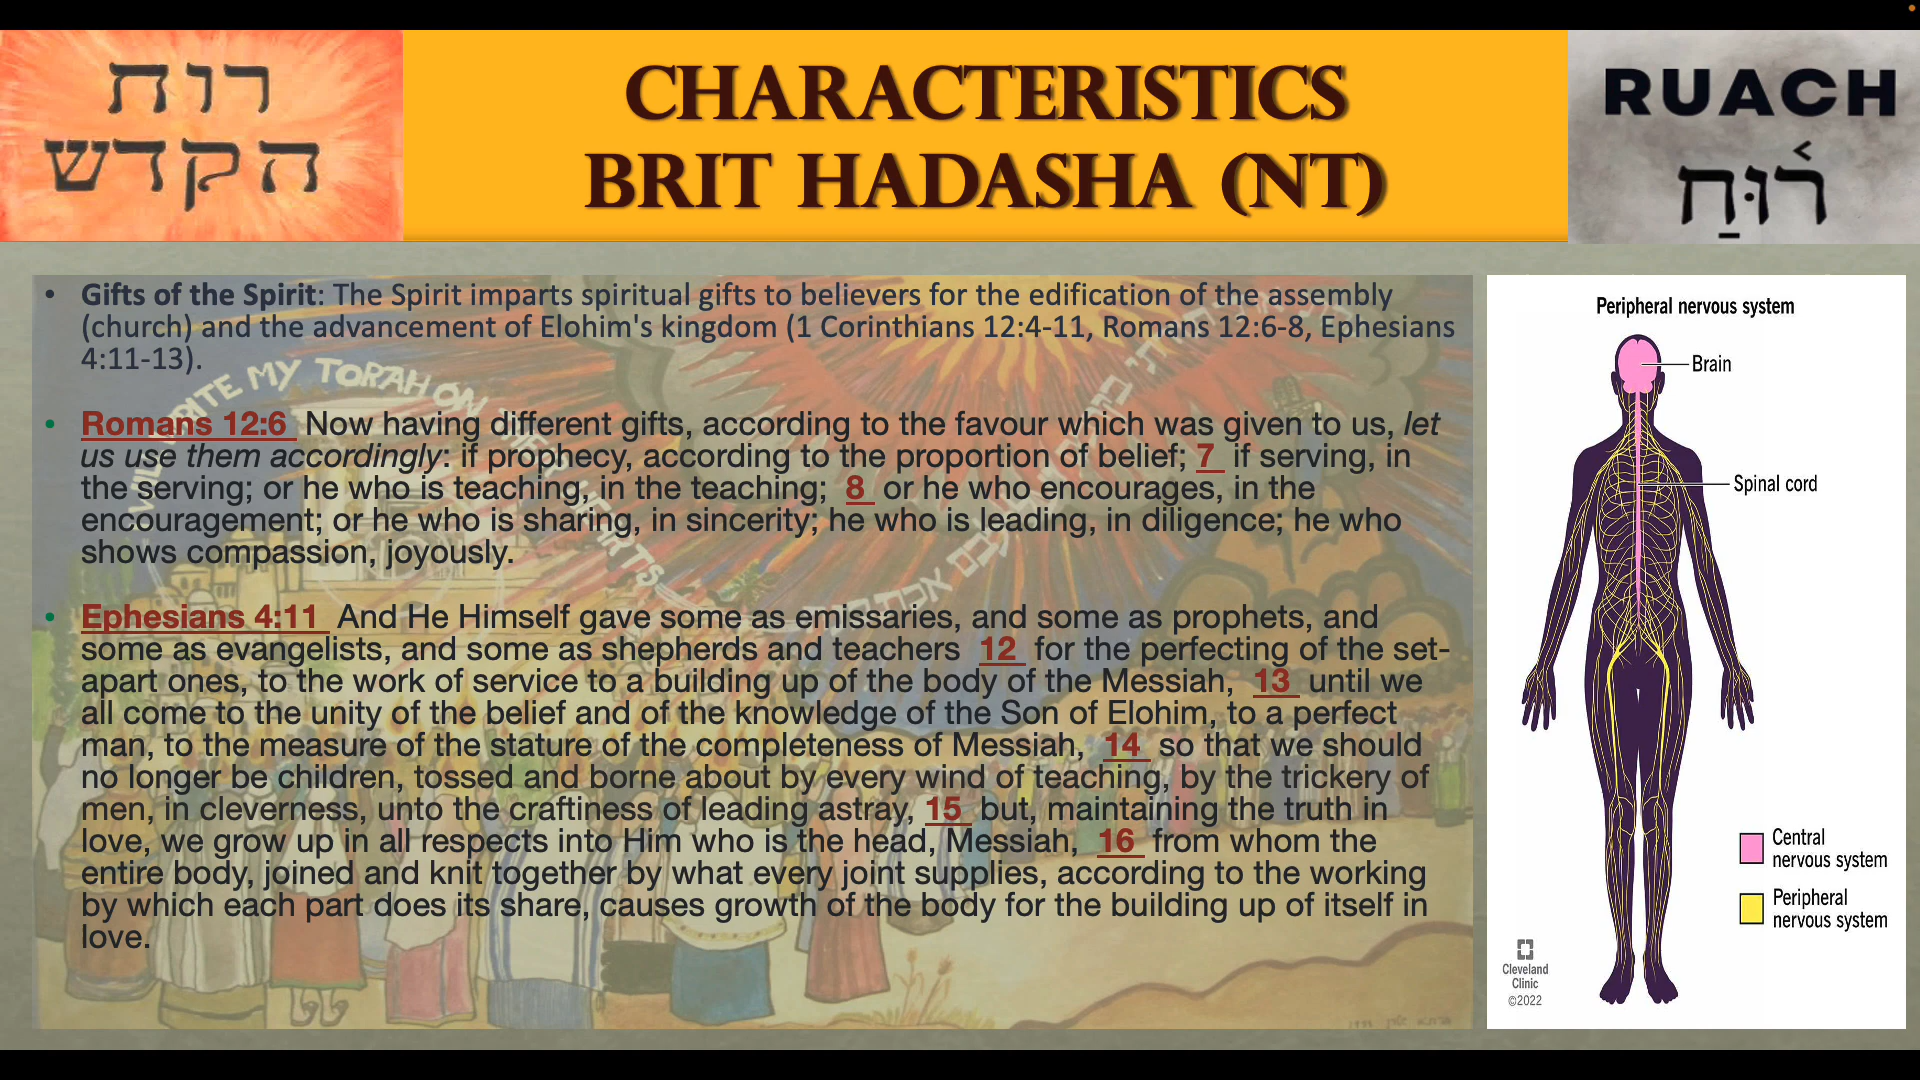 רוח
הקדש
CHARACTERISTICS
BRIT HADASHA (NT)
RUACH
ר֫וּחַ
• Gifts of the Spirit: The Spirit imparts spiritual gifts to believers for the edification of the assembly
(church) and the advancement of Elohim's kingdom (1 Corinthians 12:4-11, Romans 12:6-8, Ephesians
4:11-13).
• Romans 12:6 Now having different gifts, according to the favour which was given to us, let
us use them accordingly: if prophecy, according to the proportion of belief; 7 if serving, in
the serving; or he who is teaching, in the teaching; 8 or he who encourages, in the
encouragement; or he who is sharing, in sincerity; he who is leading, in diligence; he who
shows compassion, joyously.
• Ephesians 4:11 And He Himself gave some as emissaries, and some as prophets, and
some as evangelists, and some as shepherds and teachers 12 for the perfecting of the set-
apart ones, to the work of service to a building up of the body of the Messiah, 13 until we
all come to the unity of the belief and of the knowledge of the Son of Elohim, to a perfect
man, to the measure of the stature of the completeness of Messiah, 14 so that we should
no longer be children, tossed and borne about by every wind of teaching, by the trickery of
men, in cleverness, unto the craftiness of leading astray, 15 but, maintaining the truth in
love, we grow up in all respects into Him who is the head, Messiah, 16 from whom the
entire body, joined and knit together by what every joint supplies, according to the working
by which each part does its share, causes growth of the body for the building up of itself in
love.
WRITE MY TORAH ON HEARTS
Peripheral nervous system
Brain
Spinal cord
Central
nervous system
Peripheral
nervous system
Cleveland
Clinic
©2022